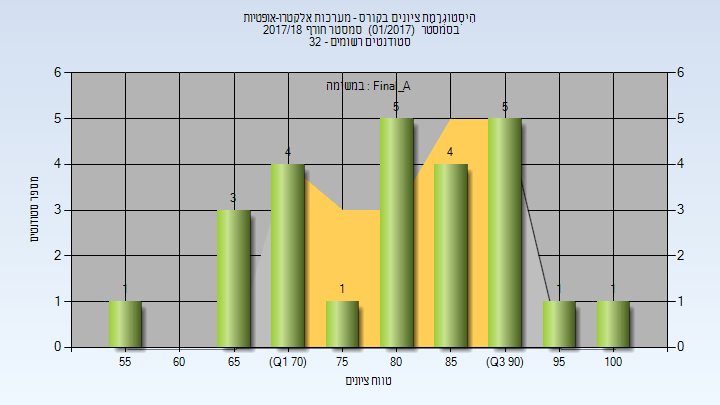 היסטוגרמת ציונים בקורס - מערכות אלקטרו-אופטיות
בסמסטר (01/2017) סמסטר חורף 2017/18
סטודנטים רשומים - 32
במשימה : Final_A
6 6
5 5
4 4
3 3
2 2
1 1
0 0
1 3 4 1 5 4 5 1 1
מספר סטודנטים
55 60 65 (Q1 70) 75 80 85 (Q3 90) 95 100
טווח ציונים